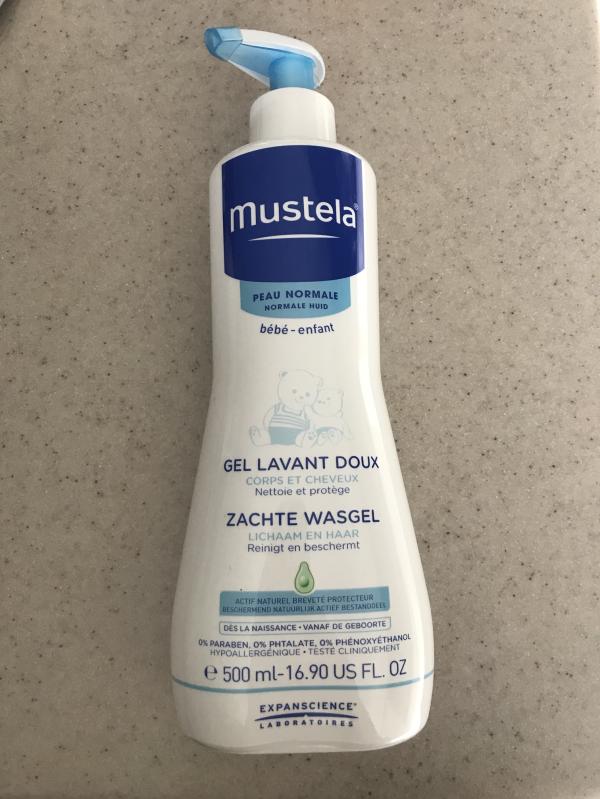 mustela®
PEAU NORMALE
NORMALE HUID
bébé - enfant
GEL LAVANT DOUX
CORPS ET CHEVEUX
Nettoie et protège
ZACHTE WASGEL
LICHAAM EN HAAR
Reinigt en beschermt
ACTIF NATUREL BREVETÉ PROTECTEUR
BESCHERMEND NATUURLIJK ACTIEF BESTANDDEEL
DÈS LA NAISSANCE • VANAF DE GEBOORTE
0% PARABEN, 0% PHTALATE, 0% PHÉNOXYÉTHANOL
HYPOALLERGÉNIQUE • TESTÉ CLINIQUEMENT
℮ 500 ml-16.90 US FL. OZ
EXPANSCIENCE®
LABORATOIRES